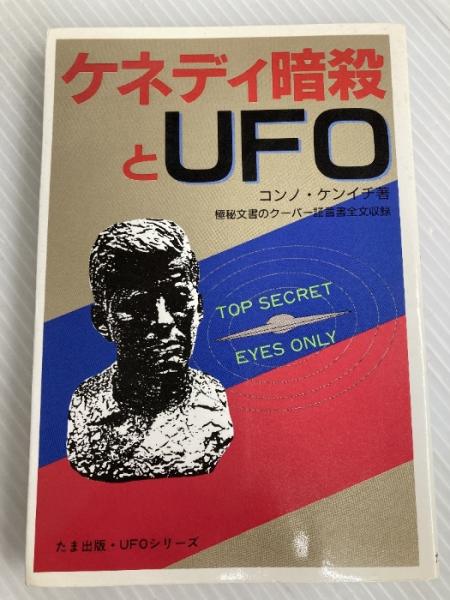 ケネディ暗殺
とUFO
コンノ・ケンイチ著
極秘文書のクーパー証言書全文収録
TOP SECRET
EYES ONLY
たま出版・UFOシリーズ